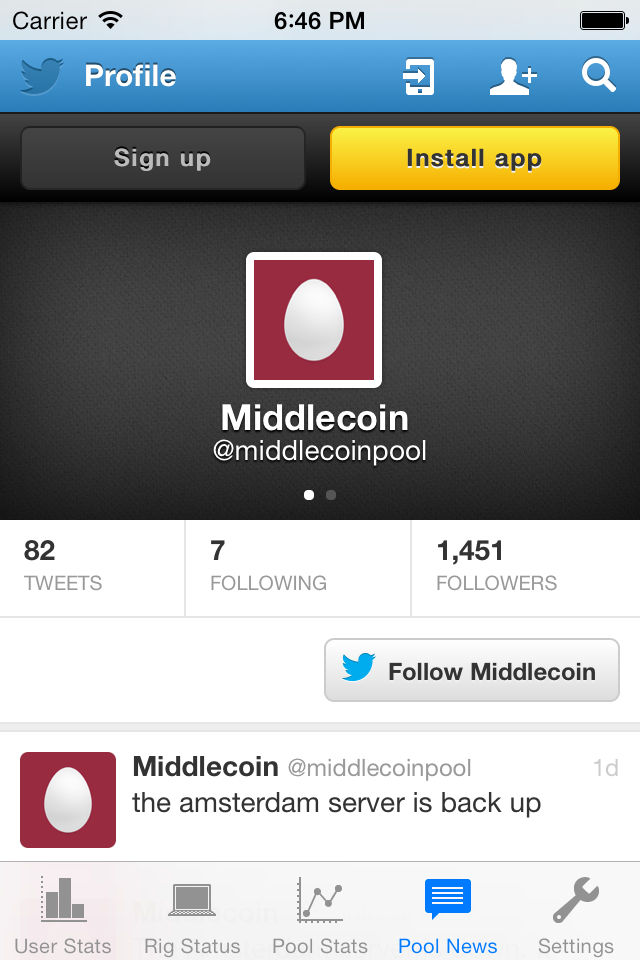 Carrier 6:46 PM
Profile
Sign up Install app
Middlecoin
@middlecoinpool
82 7 1,451
TWEETS FOLLOWING FOLLOWERS
Follow Middlecoin
Middlecoin @middlecoinpool 1d
the amsterdam server is back up
User Stats Rig Status Pool Stats Pool News Settings